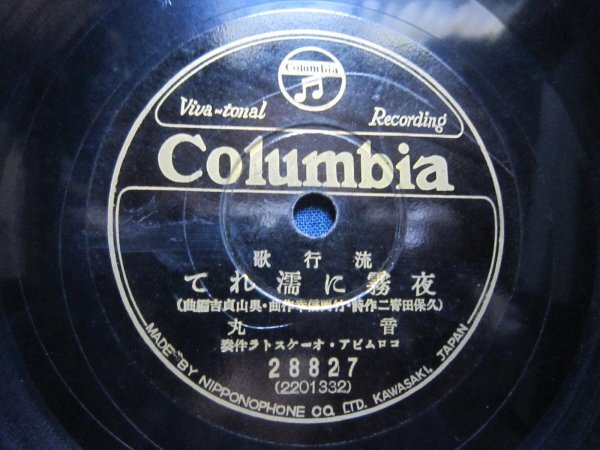 Columbia
Viva-tonal Recording
Columbia
流行歌
夜霧に濡れて
(久保田宵二作詩・竹岡信幸作曲・奥山貞吉編曲)
音丸
コロムビア・オーケストラ伴奏
28827
(2201332)
MADE BY NIPPONOPHONE CO. LTD. KAWASAKI, JAPAN